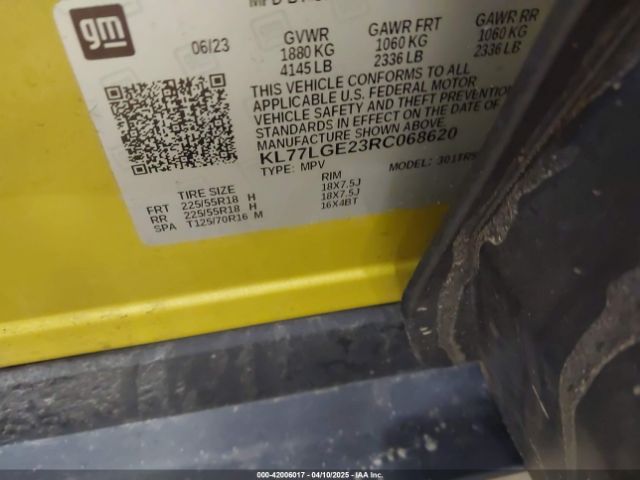 gm
06/23
GVWR GAWR FRT GAWR RR
1880 KG 1060 KG 1060 KG
4145 LB 2336 LB 2336 LB
THIS VEHICLE CONFORMS TO ALL
APPLICABLE U.S. FEDERAL MOTOR
VEHICLE SAFETY AND THEFT PREVENTION
STANDARDS IN EFFECT ON THE DATE OF
MANUFACTURE SHOWN ABOVE.
KL77LGE23RC068620
TYPE: MPV MODEL: 301TR5
TIRE SIZE RIM
FRT 225/55R18 H 18X7.5J
RR 225/55R18 H 18X7.5J
SPA T125/70R16 M 16X4BT
000-42006017 - 04/10/2025 - IAA Inc.